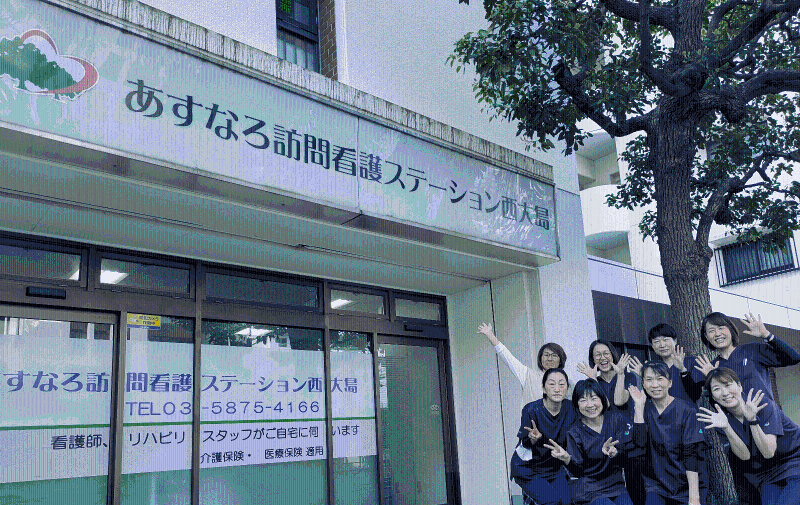 あすなろ訪問看護ステーション西大島
あすなろ訪問看護ステーション西大島
TEL03-5875-4166
看護師、リハビリスタッフがご自宅に伺います
介護保険・医療保険適用